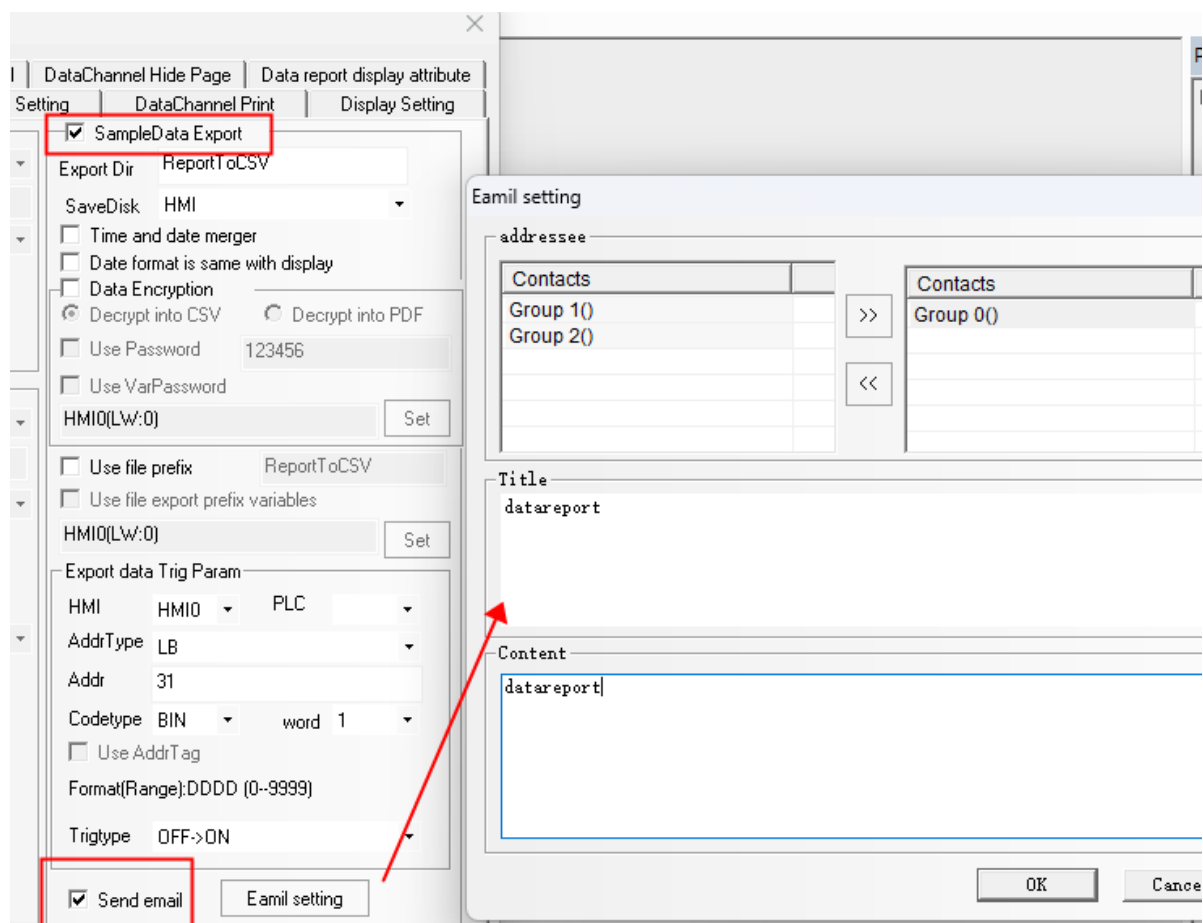 DataChannel Hide Page
Data report display attribute
Setting
DataChannel Print
Display Setting
SampleData Export
Export Dir
ReportToCSV
SaveDisk
HMI
Time and date merger
Date format is same with display
Data Encryption
Decrypt into CSV
Decrypt into PDF
Use Password
123456
Use VarPassword
HMI0(LW:0)
Set
Use file prefix
ReportToCSV
Use file export prefix variables
HMI0(LW:0)
Set
Export data Trig Param
HMI
HMI0
PLC
AddrType
LB
Addr
31
Codetype
BIN
word
1
Use AddrTag
Format(Range):DDDD (0--9999)
Trigtype
OFF->ON
Send email
Eamil setting
Eamil setting
addressee
Contacts
Group 1()
Group 2()
>>
<<
Contacts
Group 0()
Title
datareport
Content
datareport
OK
Cance